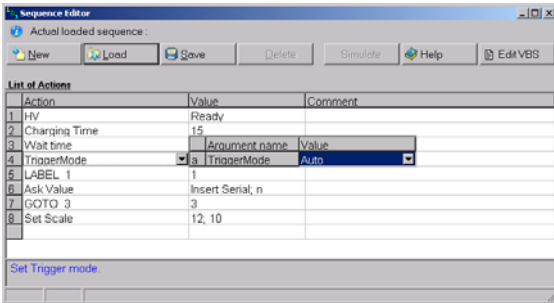 Sequence Editor
Actual loaded sequence :
New Load Save Delete Simulate Help Edit VBS
List of Actions
Action Value Comment
1 HV Ready
2 Charging Time 15
3 Wait time Argument name Value
4 TriggerMode a TriggerMode Auto
5 LABEL 1 1
6 Ask Value Insert Serial; n
7 GOTO 3 3
8 Set Scale 12; 10
Set Trigger mode.